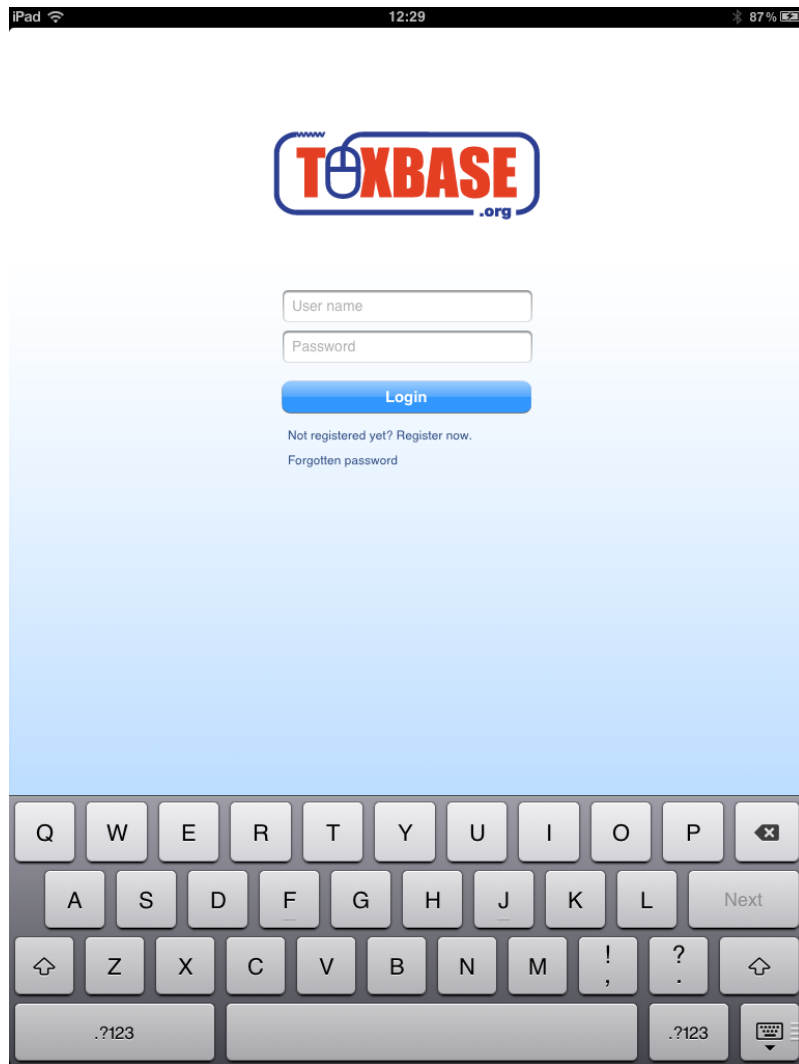 iPad 12:29 87%
TOXBASE
.org
User name
Password
Login
Not registered yet? Register now.
Forgotten password
Q W E R T Y U I O P
A S D F G H J K L Next
Z X C V B N M ! , ? .
.?123 .?123